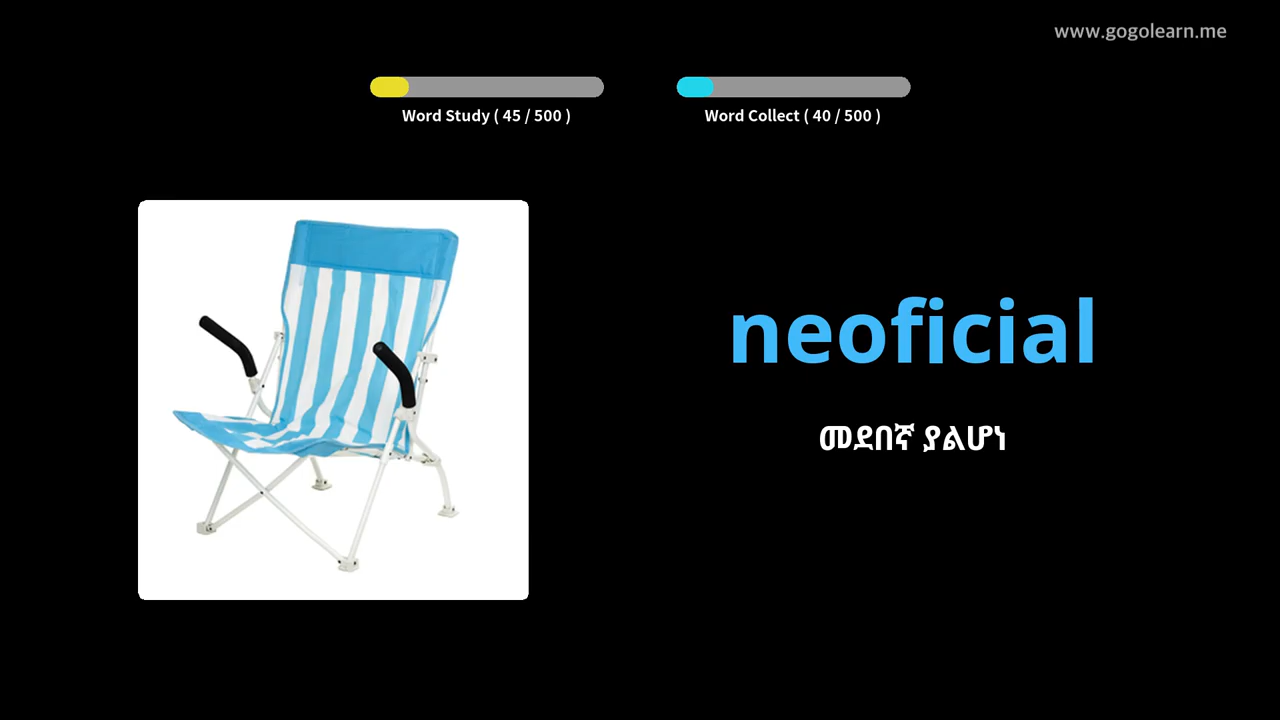 www.gogolearn.me
Word Study ( 45 / 500 )
Word Collect ( 40 / 500 )
neoficial
መደበኛ ያልሆነ